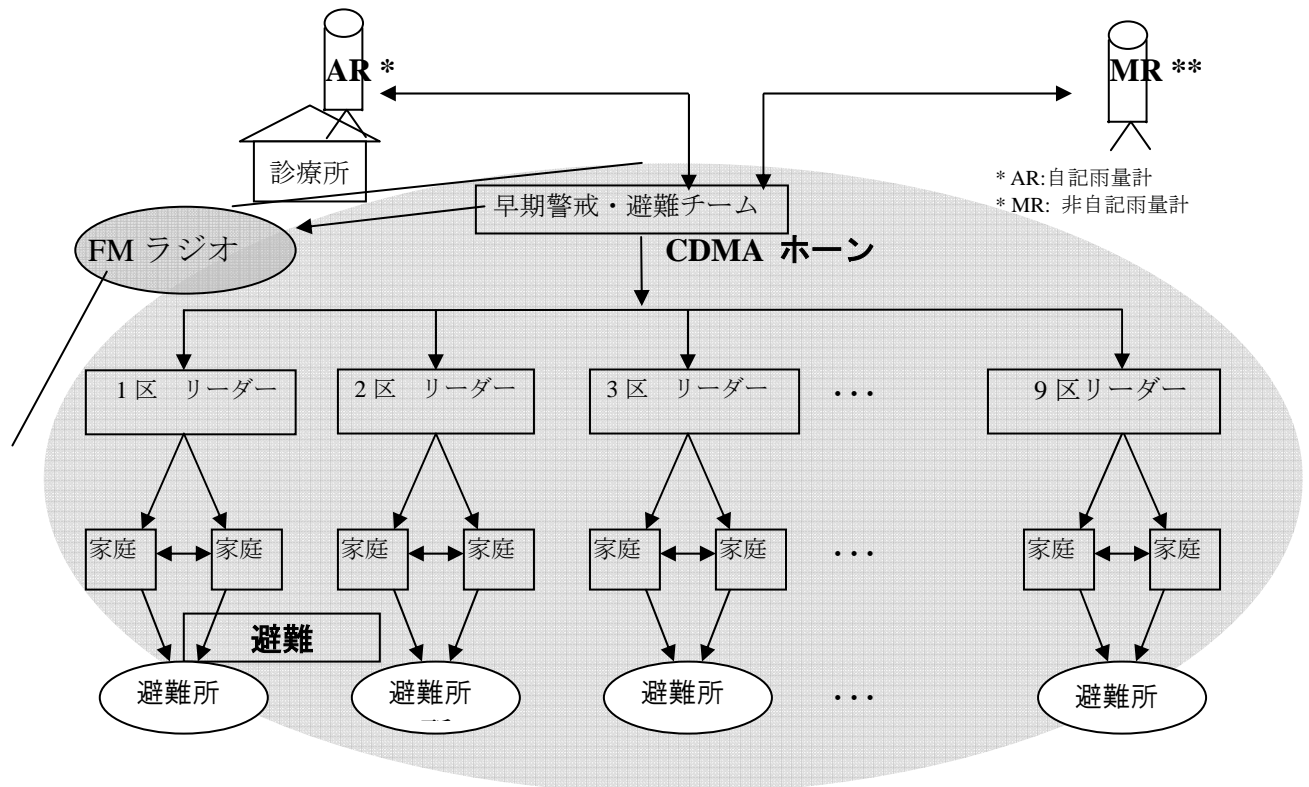 AR *
MR **
診療所
* AR:自記雨量計
* MR: 非自記雨量計
早期警戒・避難チーム
FM ラジオ
CDMA ホーン
1 区 リーダー
2 区 リーダー
3 区 リーダー
・・・
9 区リーダー
家庭
家庭
家庭
家庭
家庭
家庭
・・・
家庭
家庭
避難
避難所
避難所
避難所
・・・
避難所